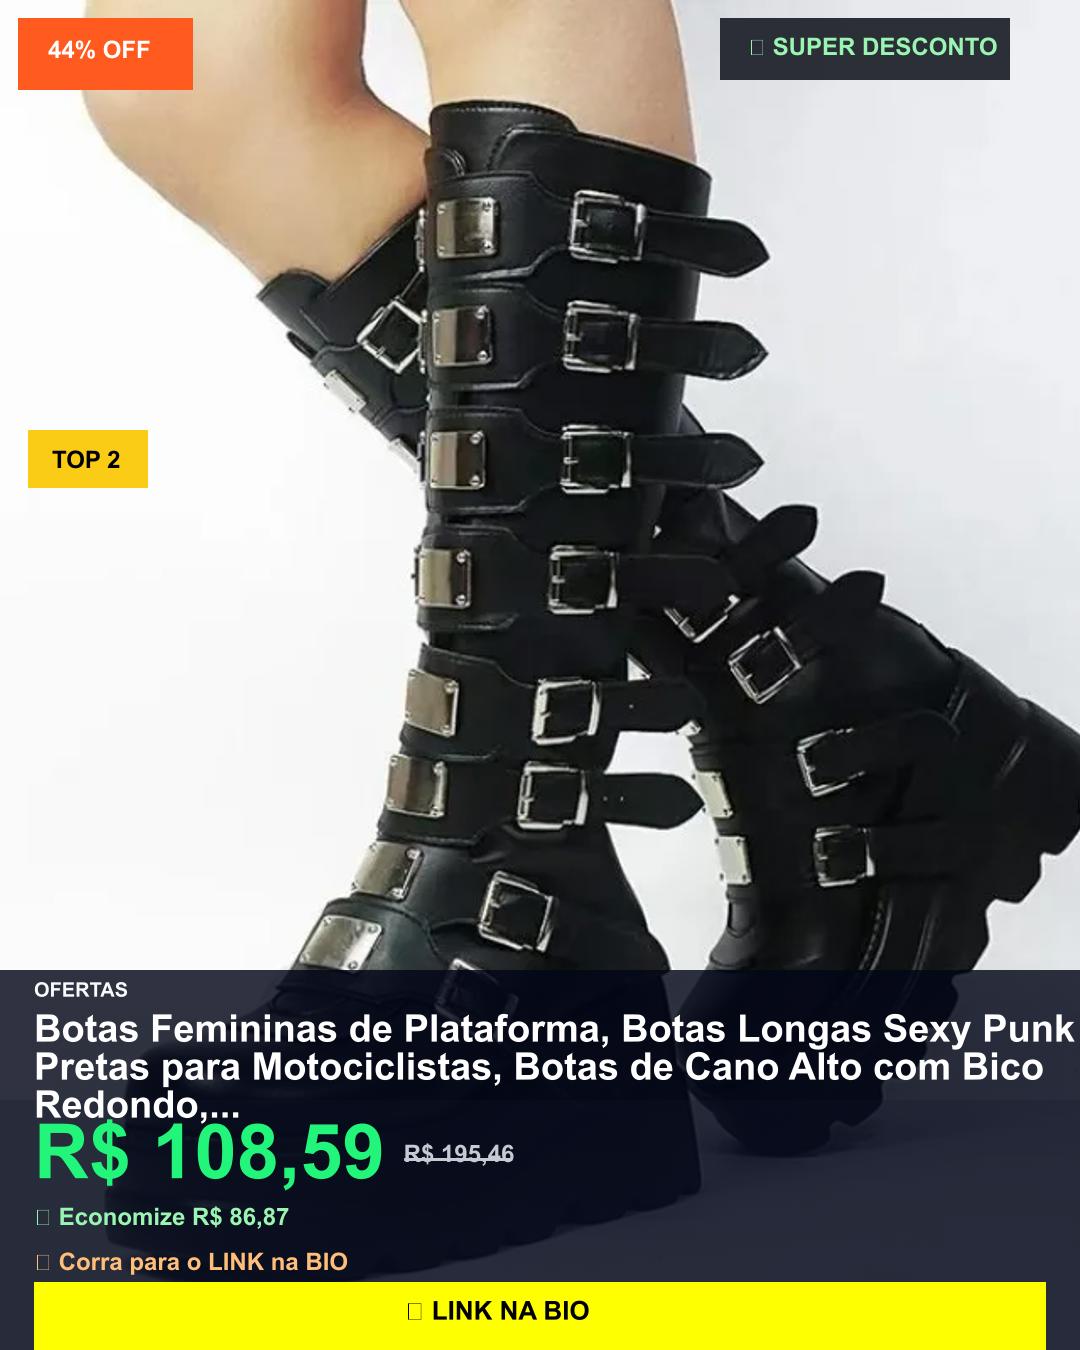 44% OFF
SUPER DESCONTO
TOP 2
OFERTAS
Botas Femininas de Plataforma, Botas Longas Sexy Punk
Pretas para Motociclistas, Botas de Cano Alto com Bico
Redondo,...
R$ 108,59 R$ 195,46
Economize R$ 86,87
Corra para o LINK na BIO
LINK NA BIO